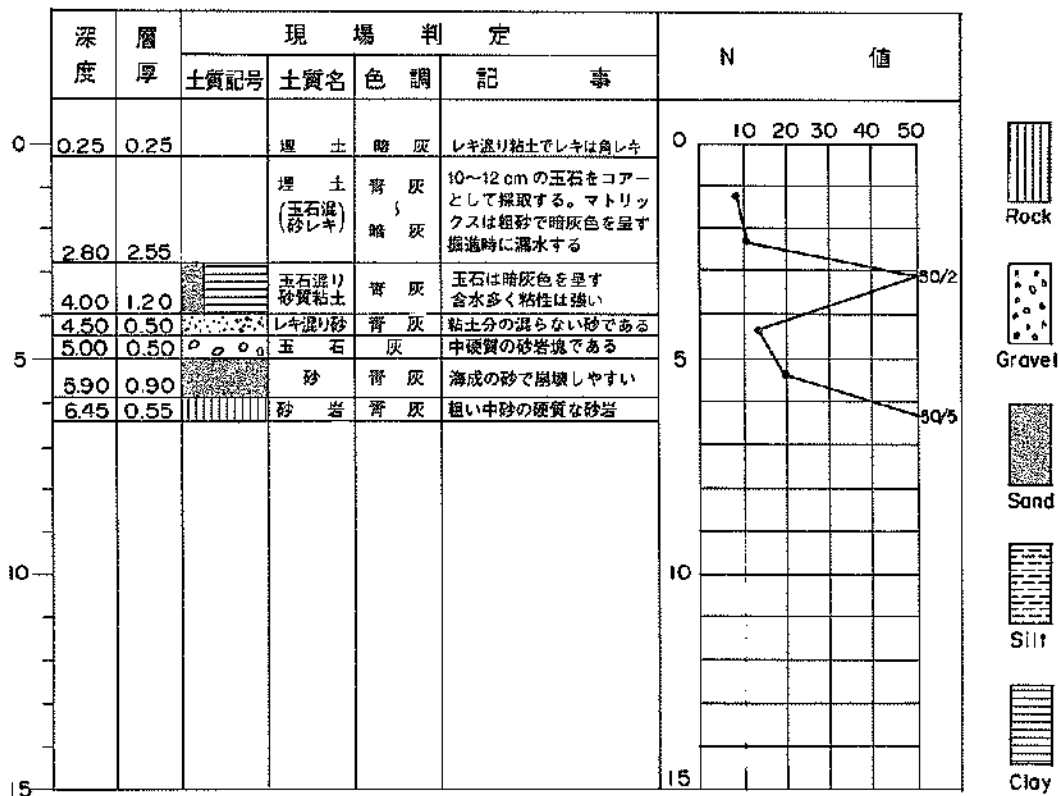 深度 層厚 現場判定 N 値
土質記号 土質名 色調 記事
0 10 20 30 40 50
0 0.25 0.25 埋土 暗灰 レキ混り粘土でレキは角レキ
埋土 青灰 10～12cmの玉石をコアー
(玉石混 砂レキ) 〜 として採取する。マトリッ
暗灰 クスは粗砂で暗灰色を呈す
2.80 2.55 掘進時に漏水する
玉石混り 青灰 玉石は暗灰色を呈す 50/2
4.00 1.20 砂質粘土 含水多く粘性は強い
4.50 0.50 レキ混り砂 青灰 粘土分の混らない砂である
5 5.00 0.50 玉石 灰 中硬質の砂岩塊である 5
5.90 0.90 砂 青灰 海成の砂で崩壊しやすい
6.45 0.55 砂岩 青灰 粗い中砂の硬質な砂岩 50/5
10 10
15 15
Rock
Gravel
Sand
Silt
Clay